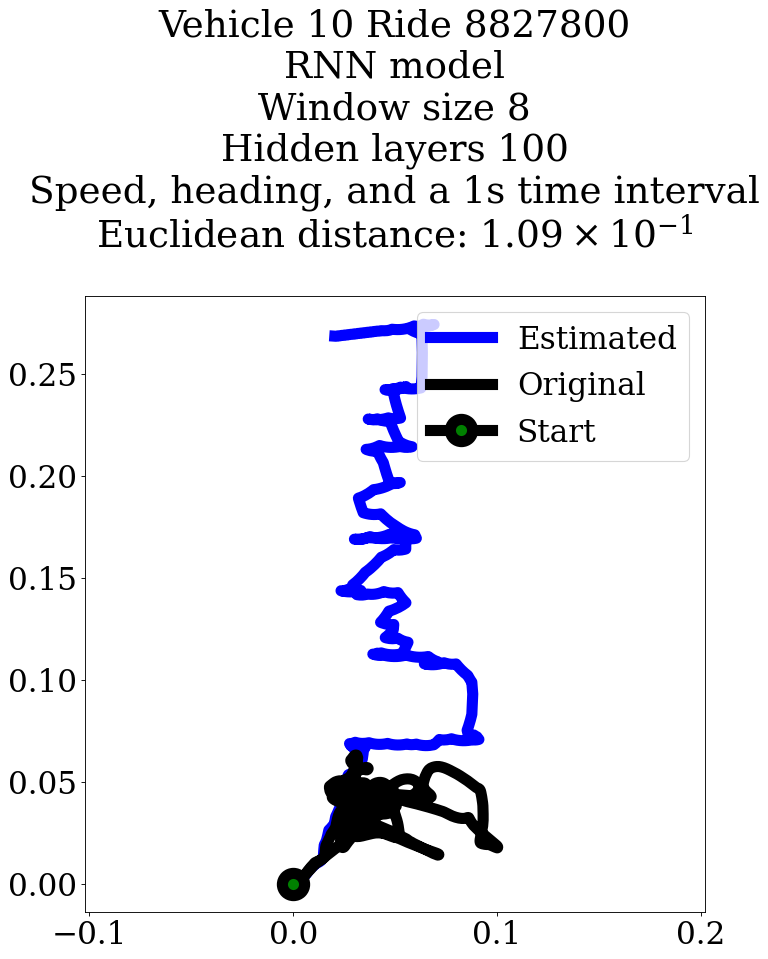 Vehicle 10 Ride 8827800
RNN model
Window size 8
Hidden layers 100
Speed, heading, and a 1s time interval
Euclidean distance: 1.09 × 10⁻¹
Estimated
Original
Start
0.25
0.20
0.15
0.10
0.05
0.00
−0.1
0.0
0.1
0.2